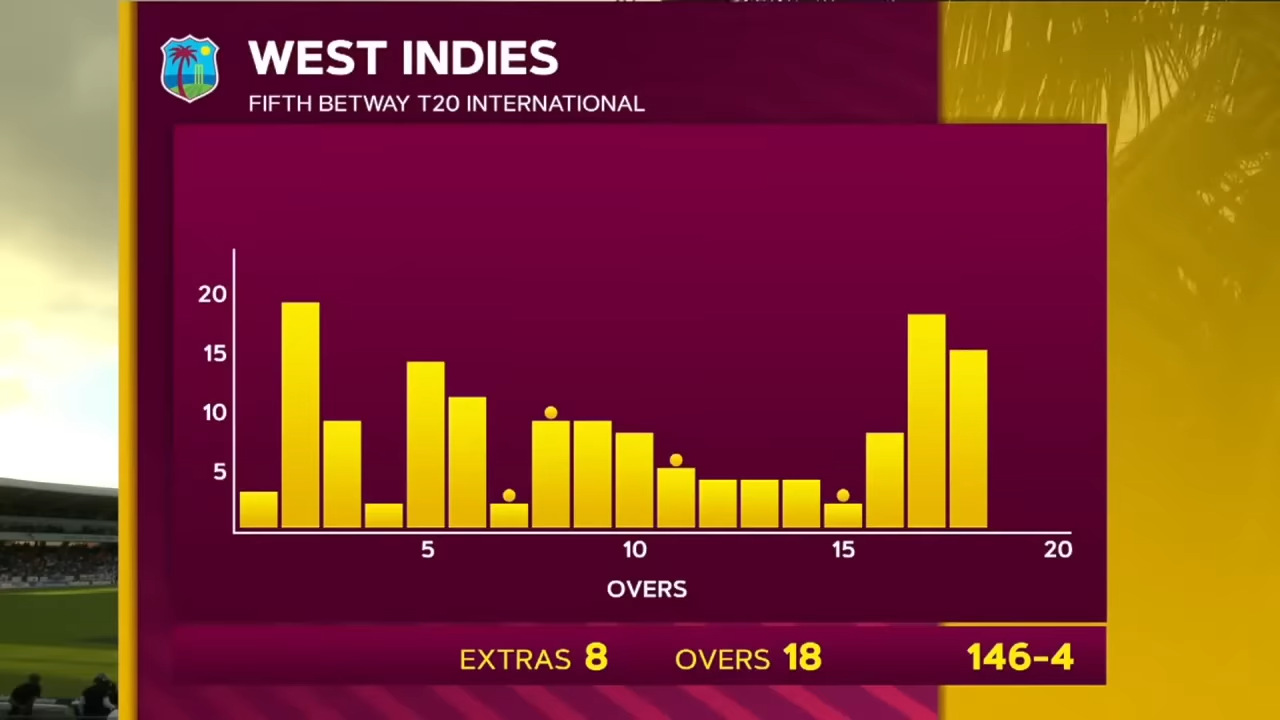 WEST INDIES
FIFTH BETWAY T20 INTERNATIONAL
20
15
10
5
5 10 15 20
OVERS
EXTRAS 8 OVERS 18 146-4